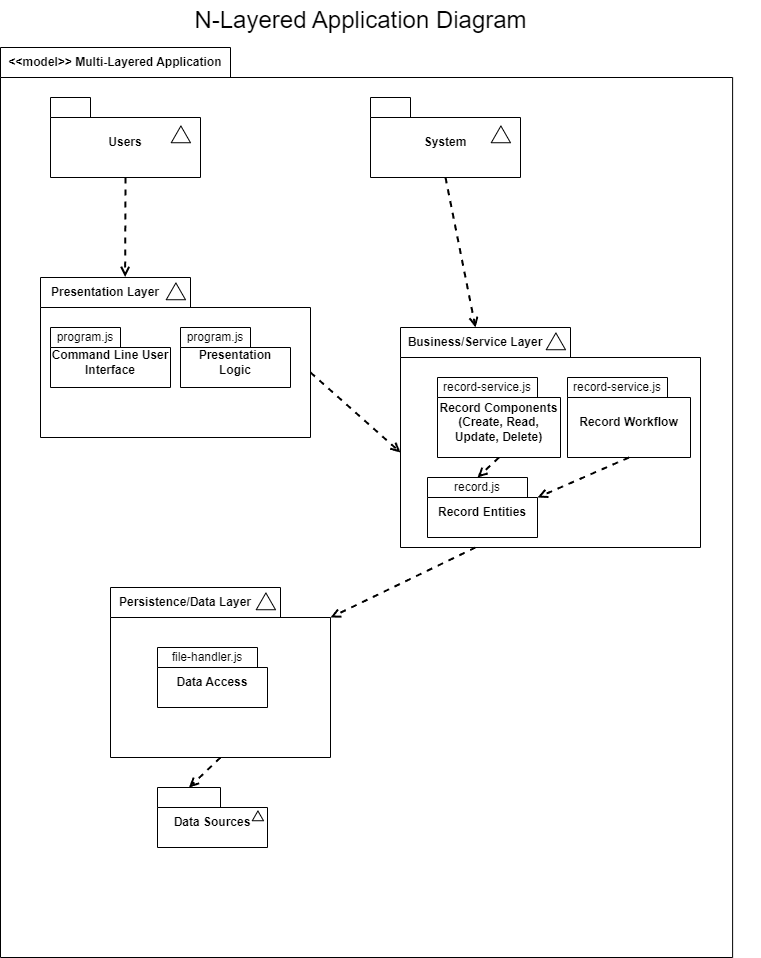 N-Layered Application Diagram
<<model>> Multi-Layered Application
Users
System
Presentation Layer
program.js
Command Line User
Interface
program.js
Presentation
Logic
Business/Service Layer
record-service.js
Record Components
(Create, Read,
Update, Delete)
record-service.js
Record Workflow
record.js
Record Entities
Persistence/Data Layer
file-handler.js
Data Access
Data Sources